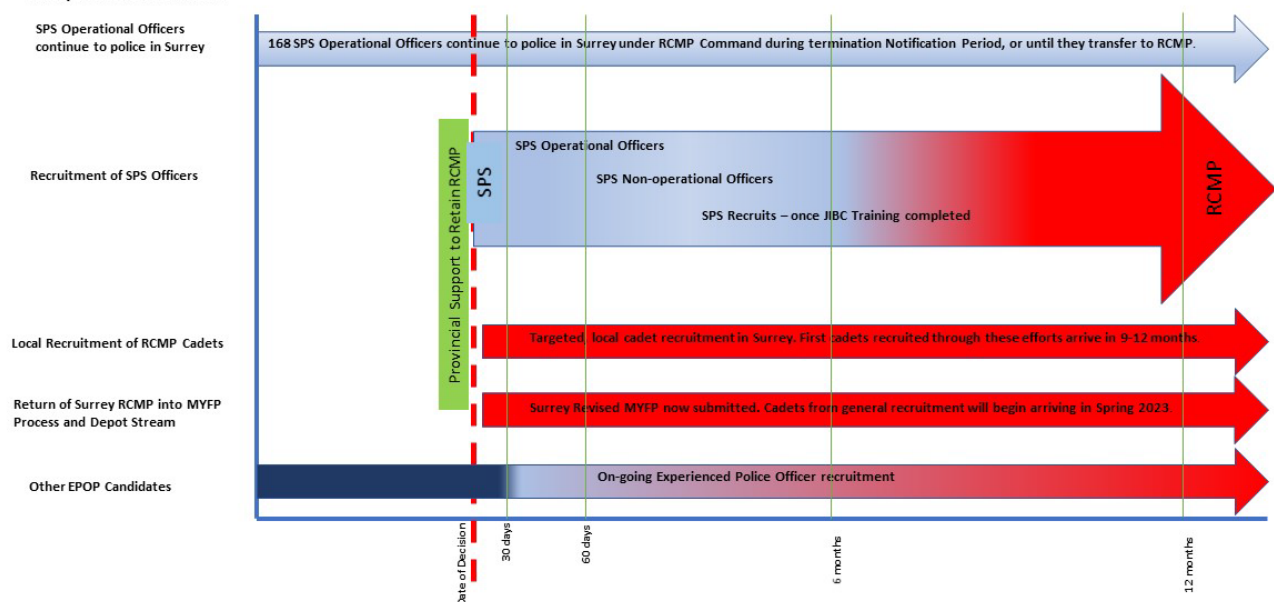 SPS Operational Officers
continue to police in Surrey
168 SPS Operational Officers continue to police in Surrey under RCMP Command during termination Notification Period, or until they transfer to RCMP.
Provincial Support to Retain RCMP
Recruitment of SPS Officers
SPS
SPS Operational Officers
SPS Non-operational Officers
SPS Recruits – once JIBC Training completed
RCMP
Local Recruitment of RCMP Cadets
Targeted, local cadet recruitment in Surrey. First cadets recruited through these efforts arrive in 9-12 months
Return of Surrey RCMP into MYFP
Process and Depot Stream
Surrey Revised MYFP now submitted. Cadets from general recruitment will begin arriving in Spring 2023.
Other EPOP Candidates
On-going Experienced Police Officer recruitment
Date of Decision
30 days
60 days
6 months
12 months